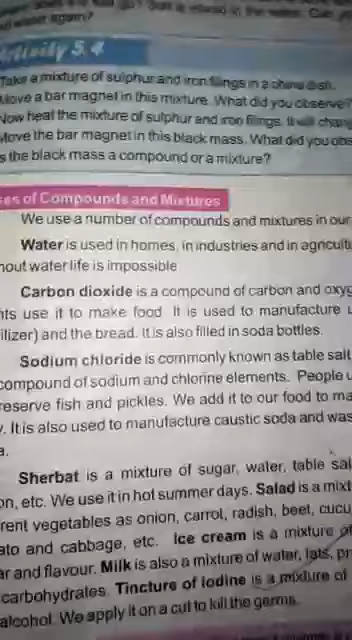 water again?
Activity 5.4
Take a mixture of sulphur and iron filings in a china dish.
Move a bar magnet in this mixture. What did you observe?
Now heat the mixture of sulphur and iron filings. It will chang
Move the bar magnet in this black mass. What did you obs
s the black mass a compound or a mixture?
ses of Compounds and Mixtures
We use a number of compounds and mixtures in our
Water is used in homes, in industries and in agricultu
hout water life is impossible.
Carbon dioxide is a compound of carbon and oxyg
nts use it to make food. It is used to manufacture u
ilizer) and the bread. It is also filled in soda bottles.
Sodium chloride is commonly known as table salt
compound of sodium and chlorine elements. People u
reserve fish and pickles. We add it to our food to ma
y. It is also used to manufacture caustic soda and was
a.
Sherbat is a mixture of sugar, water, table sal
on, etc. We use it in hot summer days. Salad is a mixt
rent vegetables as onion, carrot, radish, beet, cucu
ato and cabbage, etc. Ice cream is a mixture of
ar and flavour. Milk is also a mixture of water, fats, pr
carbohydrates. Tincture of Iodine is a mixture of
alcohol. We apply it on a cut to kill the germs.